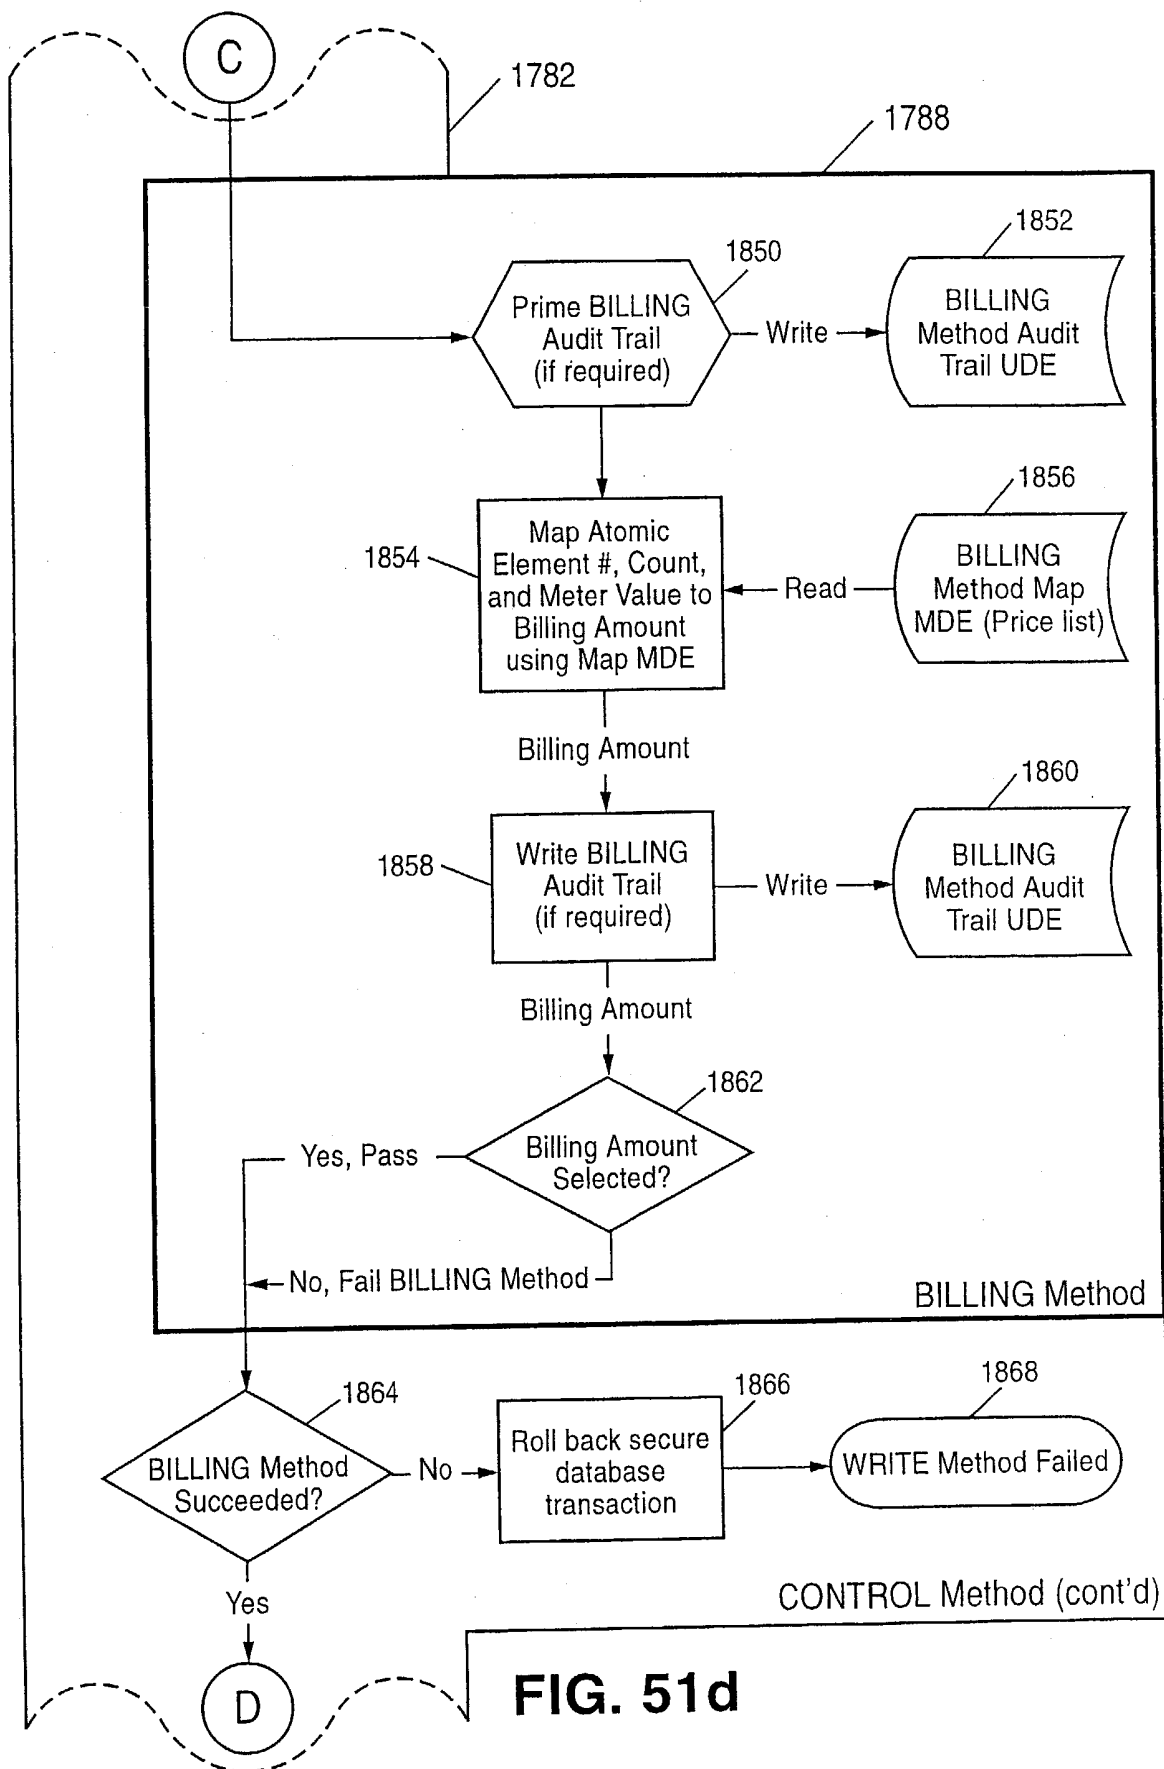 C
1782
1788
1852
1850
Prime BILLING
Audit Trail
(if required)
Write
BILLING
Method Audit
Trail UDE
1856
1854
Map Atomic
Element #, Count,
and Meter Value to
Billing Amount
using Map MDE
Read
BILLING
Method Map
MDE (Price list)
Billing Amount
1860
1858
Write BILLING
Audit Trail
(if required)
Write
BILLING
Method Audit
Trail UDE
Billing Amount
1862
Billing Amount
Selected?
Yes, Pass
No, Fail BILLING Method
BILLING Method
1864
1866
1868
BILLING Method
Succeeded?
No
Roll back secure
database
transaction
WRITE Method Failed
Yes
CONTROL Method (cont'd)
D
FIG. 51d